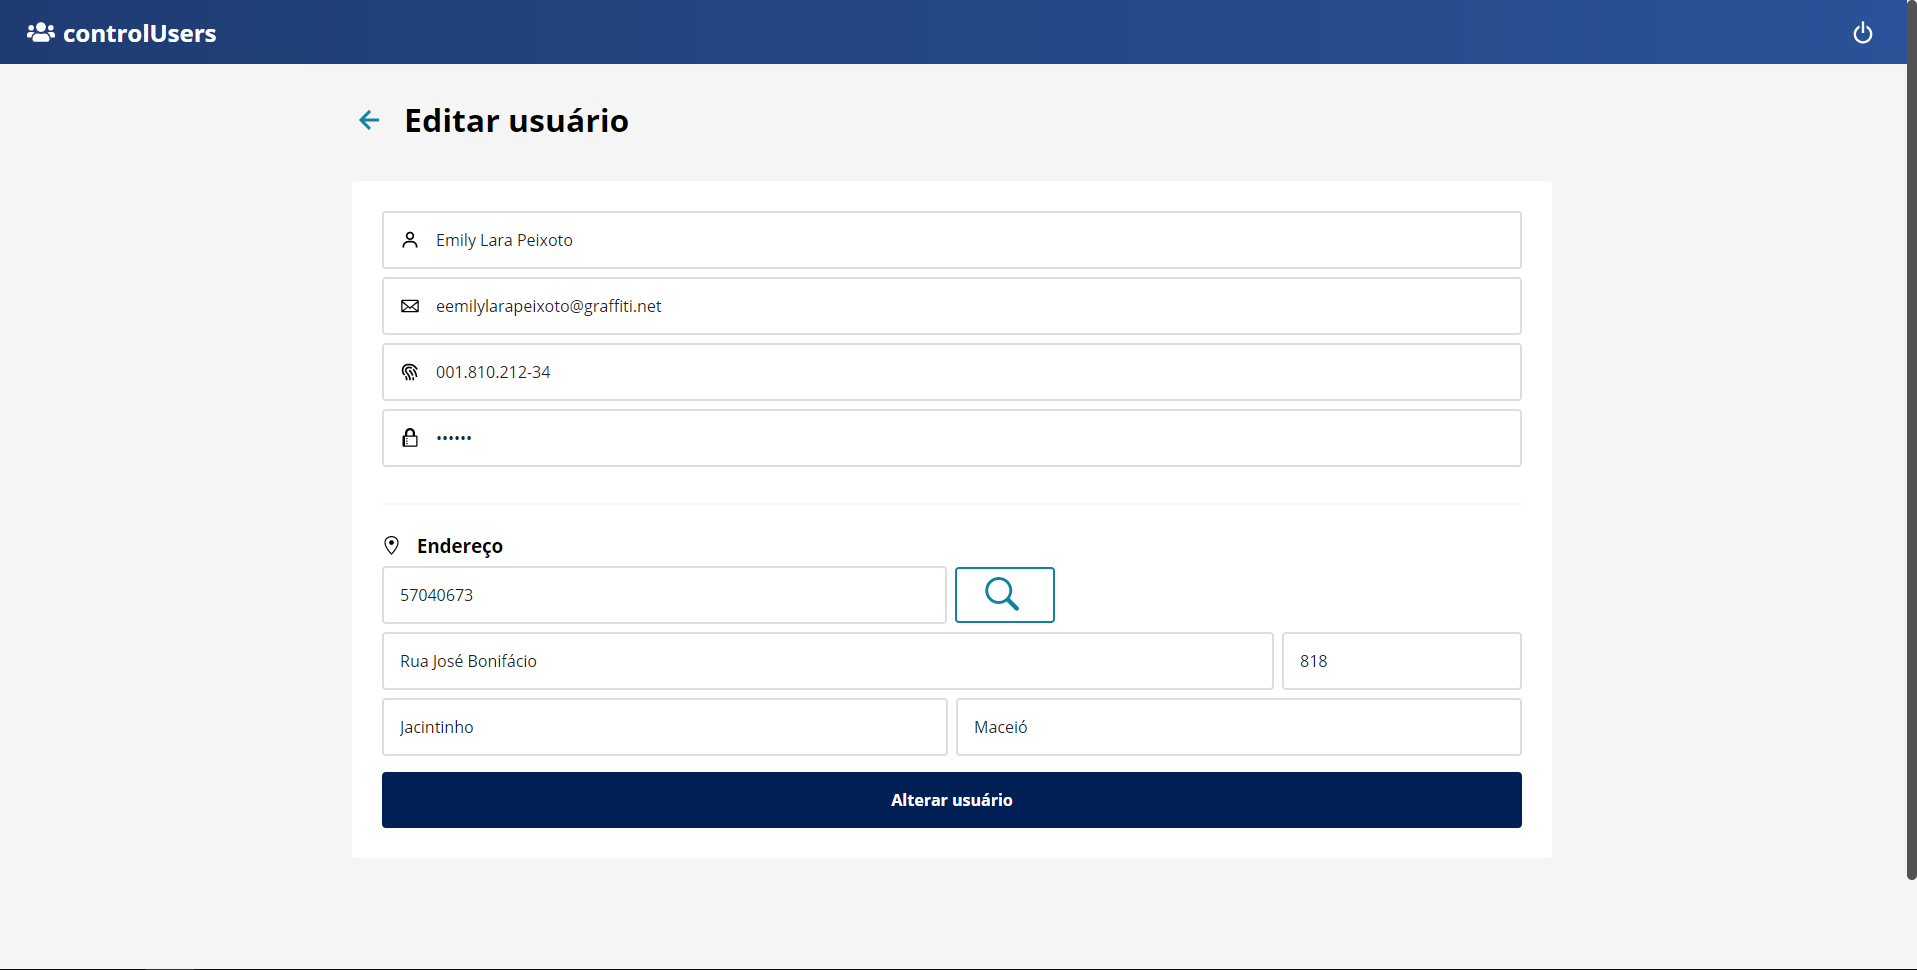 controlUsers
Editar usuário
Emily Lara Peixoto
eemilylarapeixoto@graffiti.net
001.810.212-34
••••••
Endereço
57040673
Rua José Bonifácio 818
Jacintinho Maceió
Alterar usuário